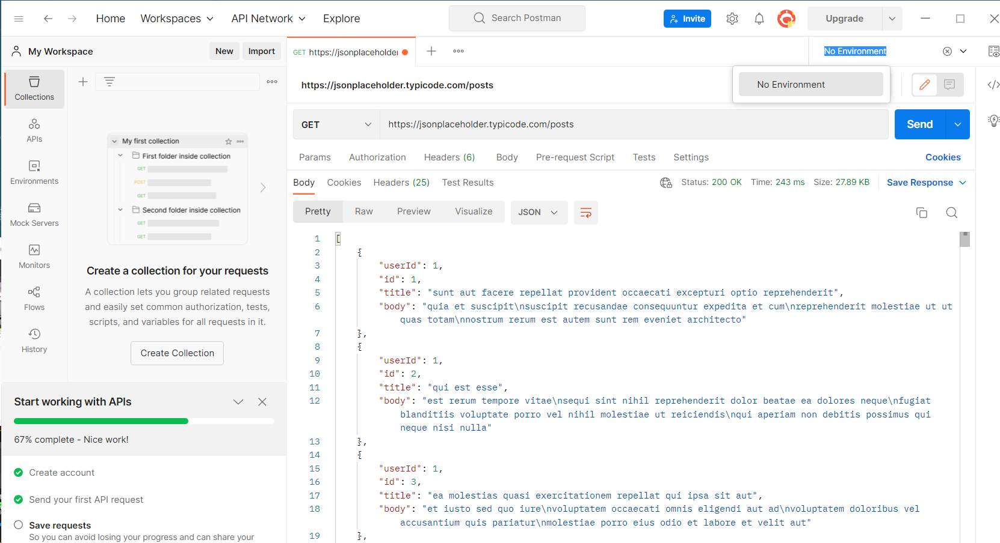 Home Workspaces API Network Explore Search Postman Invite Upgrade
My Workspace New Import
GET https://jsonplaceholder
No Environment
No Environment
Collections
APIs
Environments
Mock Servers
Monitors
Flows
History
My first collection
First folder inside collection
GET
POST
GET
Second folder inside collection
GET
GET
Create a collection for your requests
A collection lets you group related requests
and easily set common authorization, tests,
scripts, and variables for all requests in it.
Create Collection
Start working with APIs
67% complete - Nice work!
Create account
Send your first API request
Save requests
So you can avoid losing your progress and can share your
https://jsonplaceholder.typicode.com/posts
GET https://jsonplaceholder.typicode.com/posts Send
Params Authorization Headers (6) Body Pre-request Script Tests Settings Cookies
Body Cookies Headers (25) Test Results Status: 200 OK Time: 243 ms Size: 27.89 KB Save Response
Pretty Raw Preview Visualize JSON
1 [
2 {
3 "userId": 1,
4 "id": 1,
5 "title": "sunt aut facere repellat provident occaecati excepturi optio reprehenderit",
6 "body": "quia et suscipit\nsuscipit recusandae consequuntur expedita et cum\nreprehenderit molestiae ut ut
quas totam\nnostrum rerum est autem sunt rem eveniet architecto"
7 },
8 {
9 "userId": 1,
10 "id": 2,
11 "title": "qui est esse",
12 "body": "est rerum tempore vitae\nsequi sint nihil reprehenderit dolor beatae ea dolores neque\nfugiat
blanditiis voluptate porro vel nihil molestiae ut reiciendis\nqui aperiam non debitis possimus qui
neque nisi nulla"
13 },
14 {
15 "userId": 1,
16 "id": 3,
17 "title": "ea molestias quasi exercitationem repellat qui ipsa sit aut",
18 "body": "et iusto sed quo iure\nvoluptatem occaecati omnis eligendi aut ad\nvoluptatem doloribus vel
accusantium quis pariatur\nmolestiae porro eius odio et labore et velit aut"
19 },